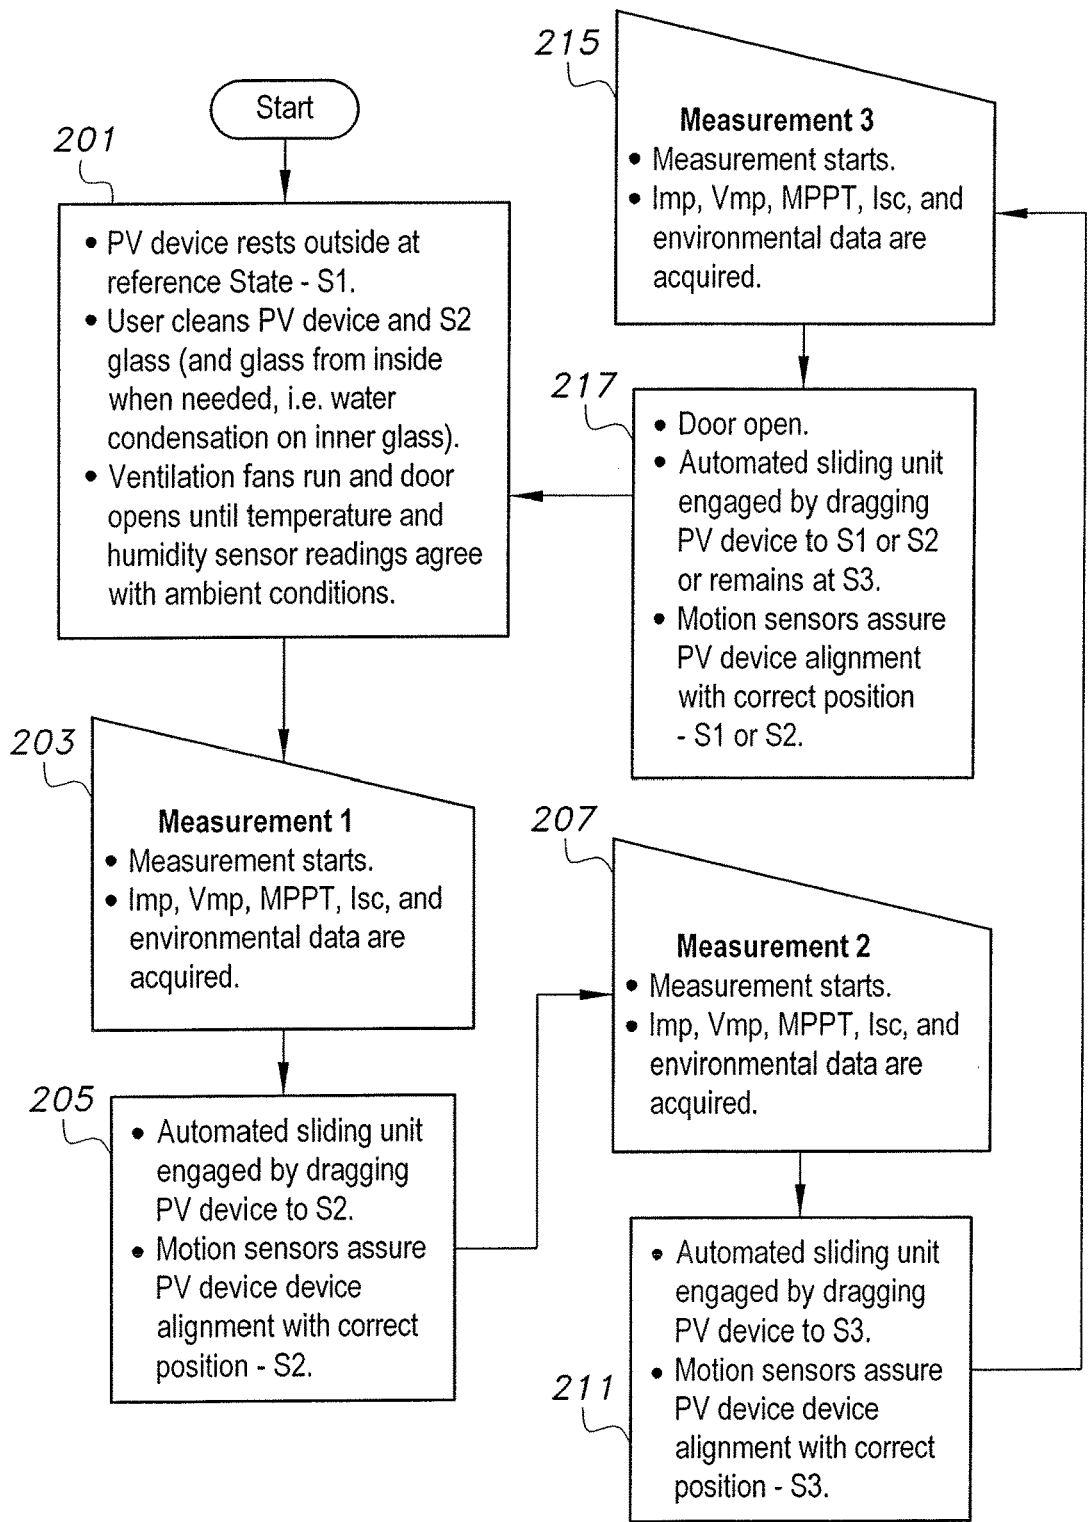 Start
201
• PV device rests outside at
reference State - S1.
• User cleans PV device and S2
glass (and glass from inside
when needed, i.e. water
condensation on inner glass).
• Ventilation fans run and door
opens until temperature and
humidity sensor readings agree
with ambient conditions.
203
Measurement 1
• Measurement starts.
• Imp, Vmp, MPPT, Isc, and
environmental data are
acquired.
205
• Automated sliding unit
engaged by dragging
PV device to S2.
• Motion sensors assure
PV device device
alignment with correct
position - S2.
207
Measurement 2
• Measurement starts.
• Imp, Vmp, MPPT, Isc, and
environmental data are
acquired.
211
• Automated sliding unit
engaged by dragging
PV device to S3.
• Motion sensors assure
PV device device
alignment with correct
position - S3.
215
Measurement 3
• Measurement starts.
• Imp, Vmp, MPPT, Isc, and
environmental data are
acquired.
217
• Door open.
• Automated sliding unit
engaged by dragging
PV device to S1 or S2
or remains at S3.
• Motion sensors assure
PV device alignment
with correct position
- S1 or S2.